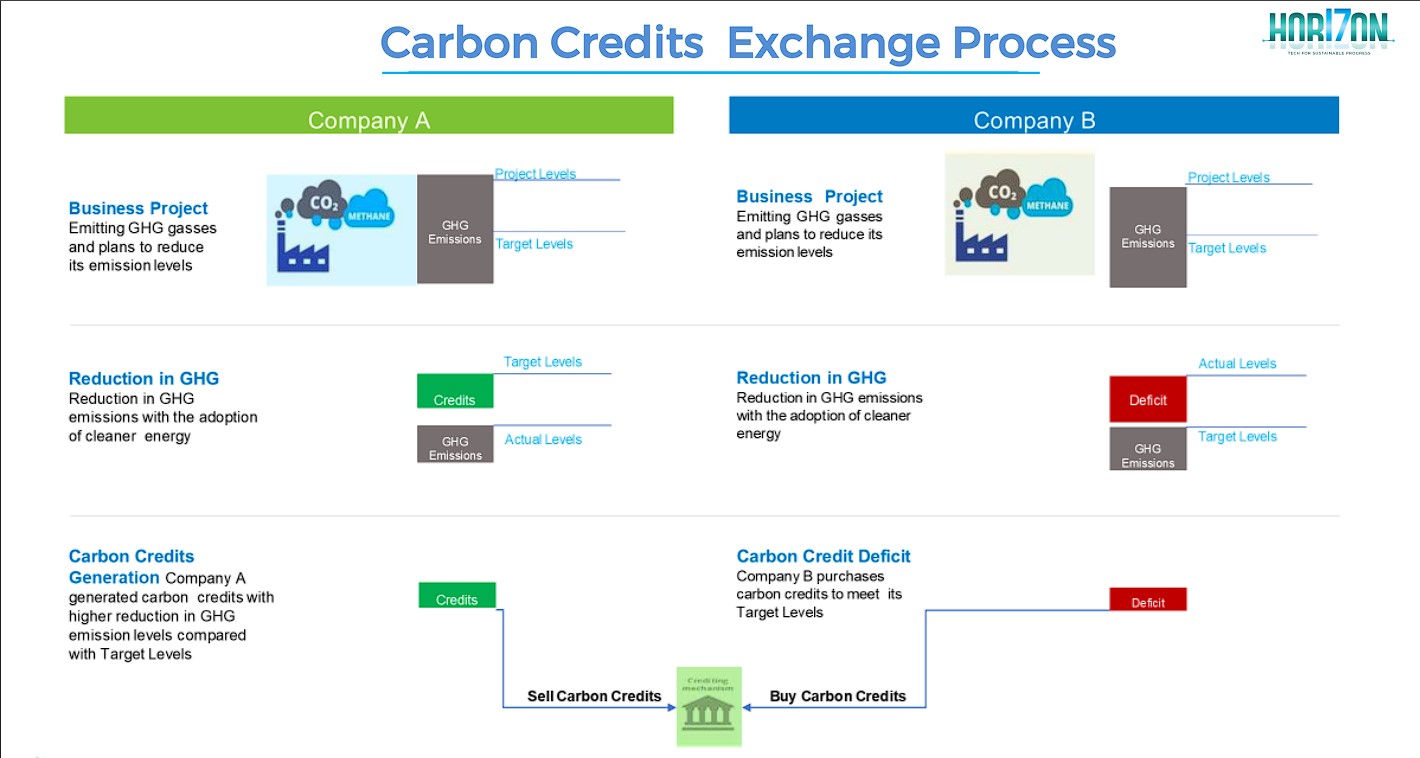 Carbon Credits Exchange Process
HORI7ON
TECH FOR SUSTAINABLE PROGRESS
Company A
Company B
Business Project
Emitting GHG gasses
and plans to reduce
its emission levels
CO2
METHANE
GHG
Emissions
Project Levels
Target Levels
Business Project
Emitting GHG gasses
and plans to reduce its
emission levels
CO2
METHANE
GHG
Emissions
Project Levels
Target Levels
Reduction in GHG
Reduction in GHG
emissions with the adoption
of cleaner energy
Target Levels
Credits
GHG
Emissions
Actual Levels
Reduction in GHG
Reduction in GHG emissions
with the adoption of cleaner
energy
Actual Levels
Deficit
Target Levels
GHG
Emissions
Carbon Credits
Generation Company A
generated carbon credits with
higher reduction in GHG
emission levels compared
with Target Levels
Credits
Carbon Credit Deficit
Company B purchases
carbon credits to meet its
Target Levels
Deficit
Sell Carbon Credits
Crediting
mechanism
Buy Carbon Credits